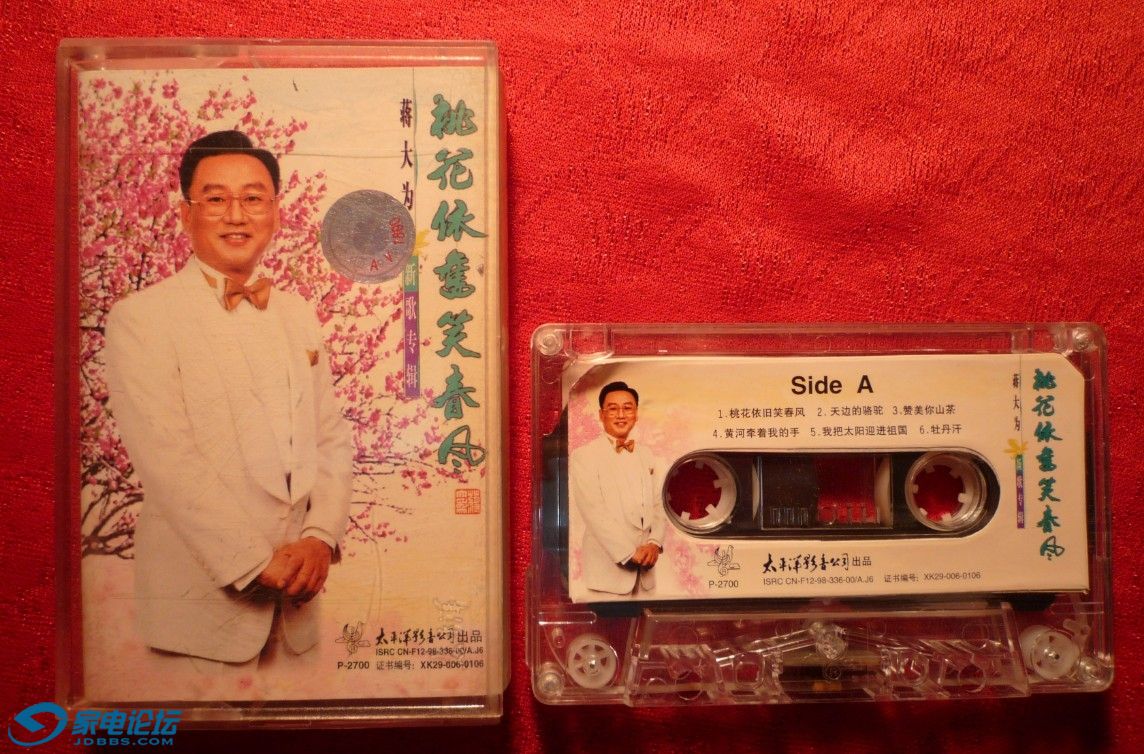 桃花依舊笑春风
蒋大为
新歌专辑
太平洋影音公司出品
ISRC CN-F12-98-336-00/A.J6
P-2700 证书编号: XK29-006-0106
Side A
1.桃花依旧笑春风 2.天边的骆驼 3.赞美你山茶
4.黄河牵着我的手 5.我把太阳迎进祖国 6.牡丹汗
桃花依舊笑春风
蒋大为
新歌专辑
太平洋影音公司出品
P-2700 ISRC CN-F12-98-336-00/A.J6 证书编号: XK29-006-0106
家电论坛
JDBBS.COM